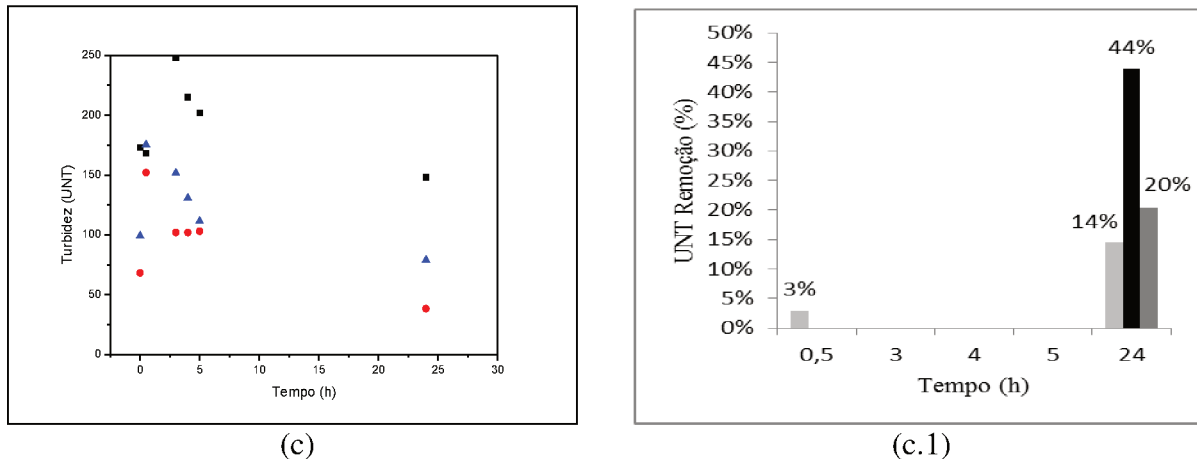 250
200
150
100
50
0
Turbidez (UNT)
0 5 10 15 20 25 30
Tempo (h)
(c)
50%
45%
40%
35%
30%
25%
20%
15%
10%
5%
0%
UNT Remoção (%)
3%
14%
44%
20%
0,5 3 4 5 24
Tempo (h)
(c.1)